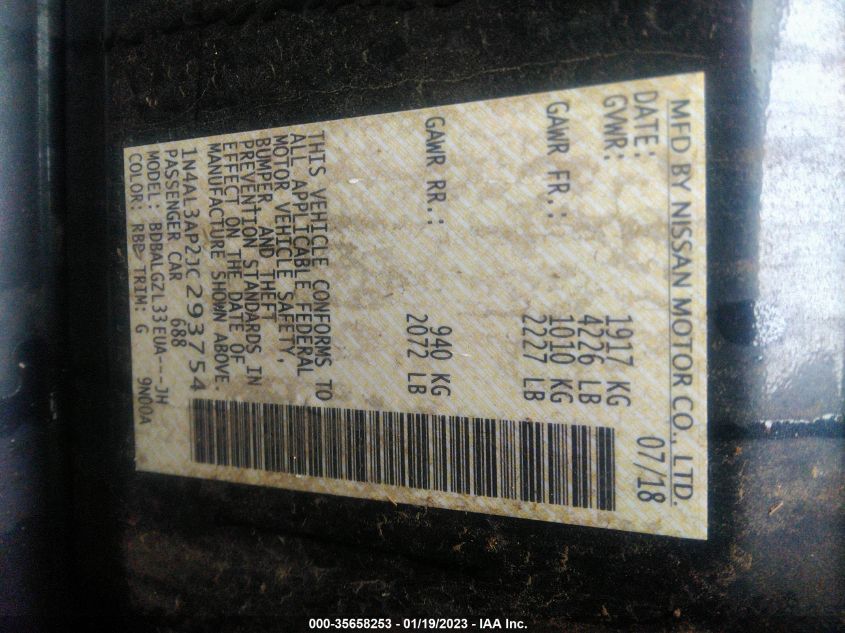 MFD BY NISSAN MOTOR CO., LTD.
DATE: 07/18
GVWR: 1917 KG
4226 LB
GAWR FR.: 1010 KG
2227 LB
GAWR RR.: 940 KG
2072 LB
THIS VEHICLE CONFORMS TO
ALL APPLICABLE FEDERAL
MOTOR VEHICLE SAFETY,
BUMPER AND THEFT
PREVENTION STANDARDS IN
EFFECT ON THE DATE OF
MANUFACTURE SHOWN ABOVE.
1N4AL3AP2JC293754
PASSENGER CAR 688
MODEL: BDBALGZL33EUA---JH
COLOR: TRIM: G 9N00A
000-35658253 - 01/19/2023 - IAA Inc.